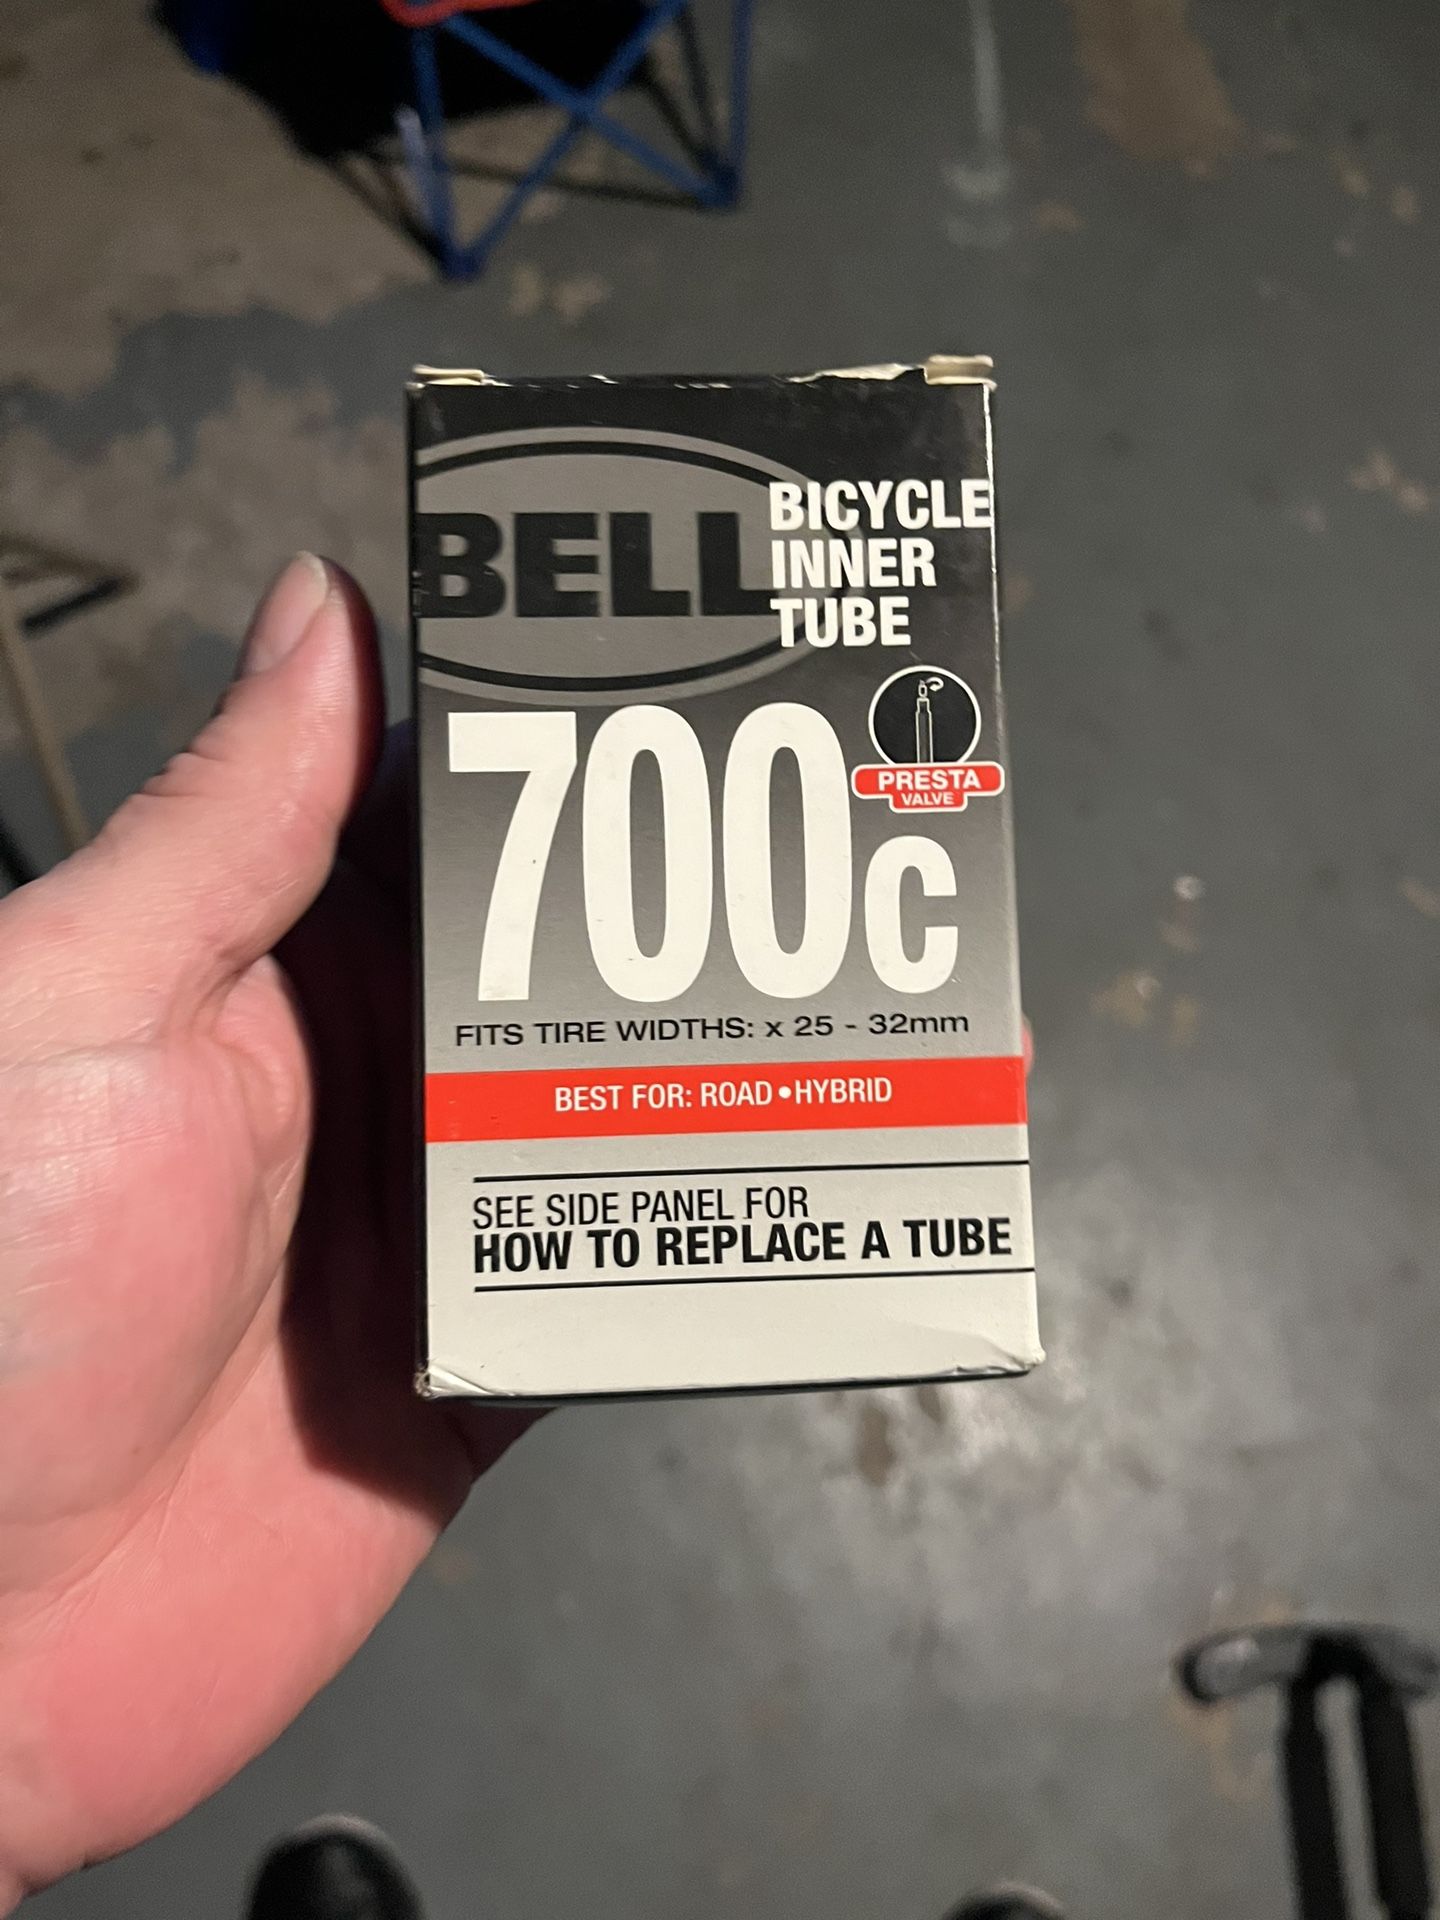 BELL
BICYCLE
INNER
TUBE
700c
PRESTA
VALVE
FITS TIRE WIDTHS: x 25 - 32mm
BEST FOR: ROAD•HYBRID
SEE SIDE PANEL FOR
HOW TO REPLACE A TUBE